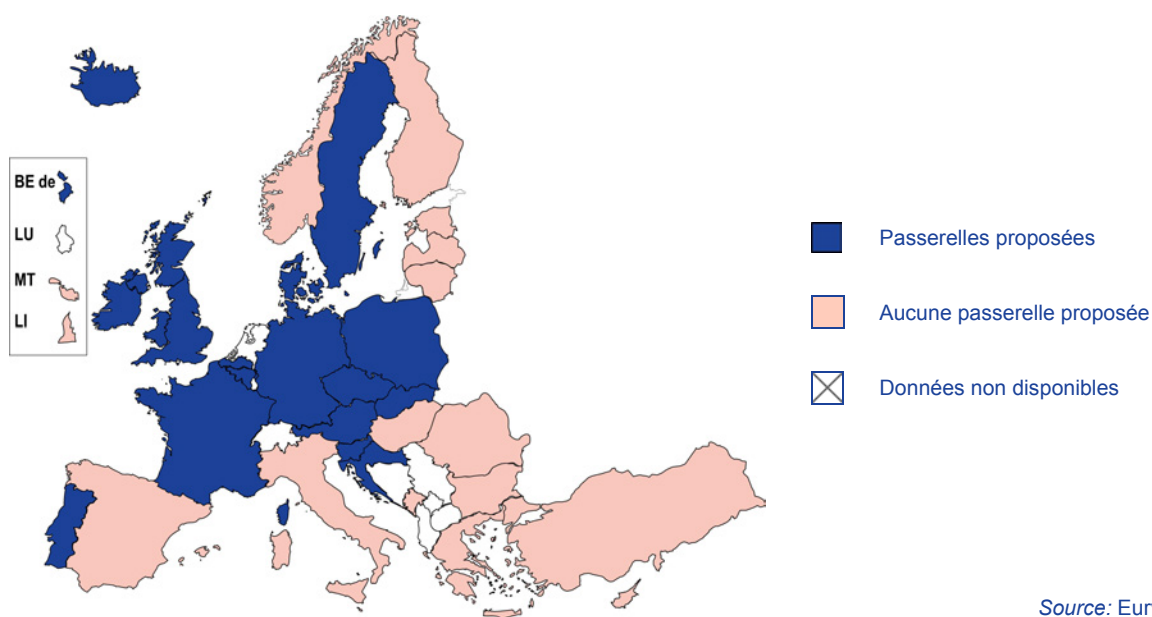 BE de
LU
MT
LI
Passerelles proposées
Aucune passerelle proposée
Données non disponibles
Source: Eur